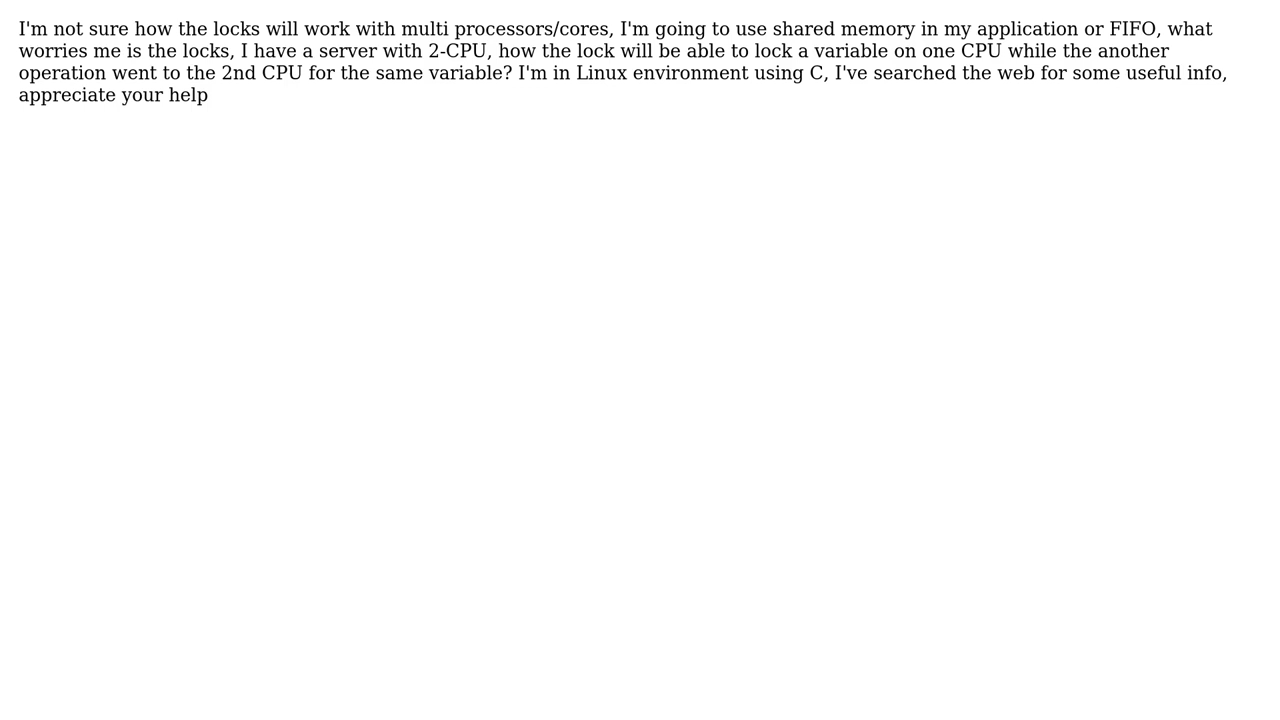 I'm not sure how the locks will work with multi processors/cores, I'm going to use shared memory in my application or FIFO, what
worries me is the locks, I have a server with 2-CPU, how the lock will be able to lock a variable on one CPU while the another
operation went to the 2nd CPU for the same variable? I'm in Linux environment using C, I've searched the web for some useful info,
appreciate your help